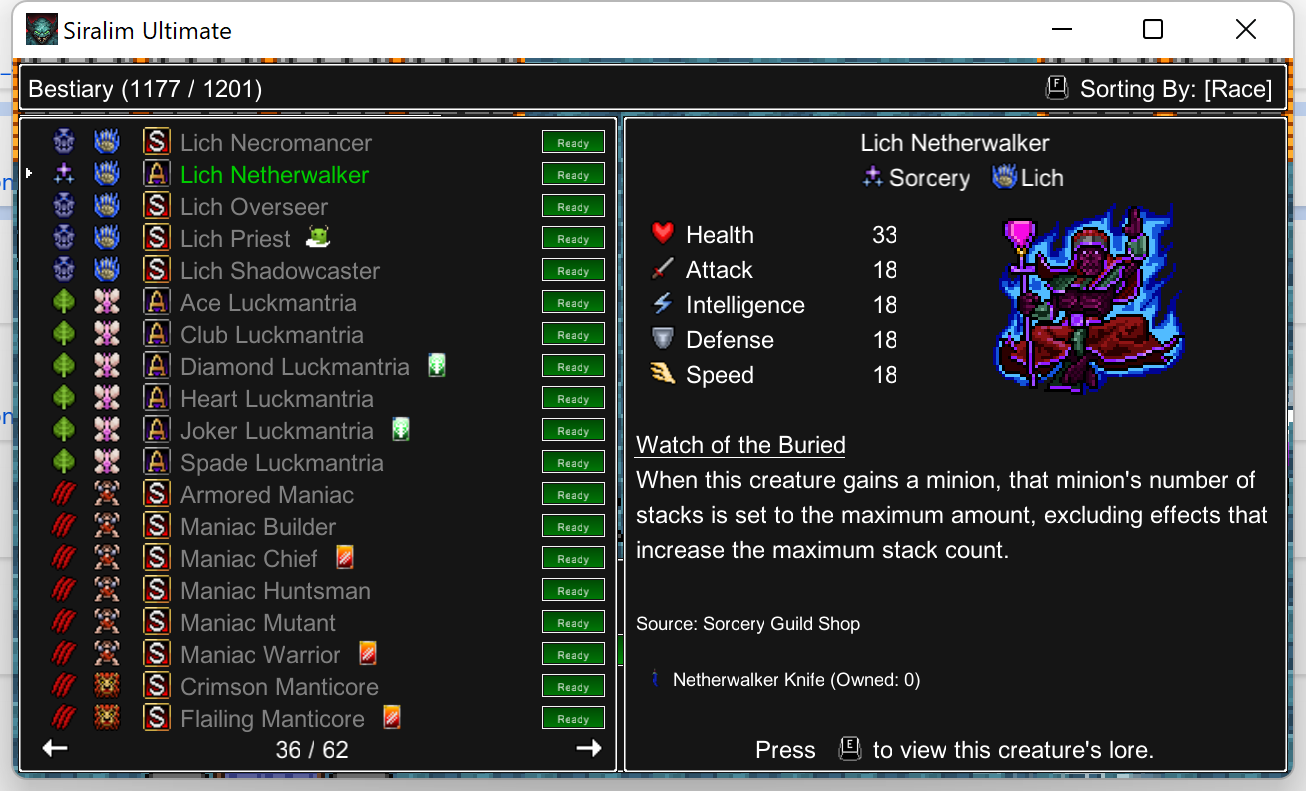 Siralim Ultimate
Bestiary (1177 / 1201)
F Sorting By: [Race]
S Lich Necromancer Ready
A Lich Netherwalker Ready
S Lich Overseer Ready
S Lich Priest Ready
S Lich Shadowcaster Ready
A Ace Luckmantria Ready
A Club Luckmantria Ready
A Diamond Luckmantria Ready
A Heart Luckmantria Ready
A Joker Luckmantria Ready
A Spade Luckmantria Ready
S Armored Maniac Ready
S Maniac Builder Ready
S Maniac Chief Ready
S Maniac Huntsman Ready
S Maniac Mutant Ready
S Maniac Warrior Ready
S Crimson Manticore Ready
S Flailing Manticore Ready
36 / 62
Lich Netherwalker
Sorcery Lich
Health 33
Attack 18
Intelligence 18
Defense 18
Speed 18
Watch of the Buried
When this creature gains a minion, that minion's number of
stacks is set to the maximum amount, excluding effects that
increase the maximum stack count.
Source: Sorcery Guild Shop
Netherwalker Knife (Owned: 0)
Press E to view this creature's lore.